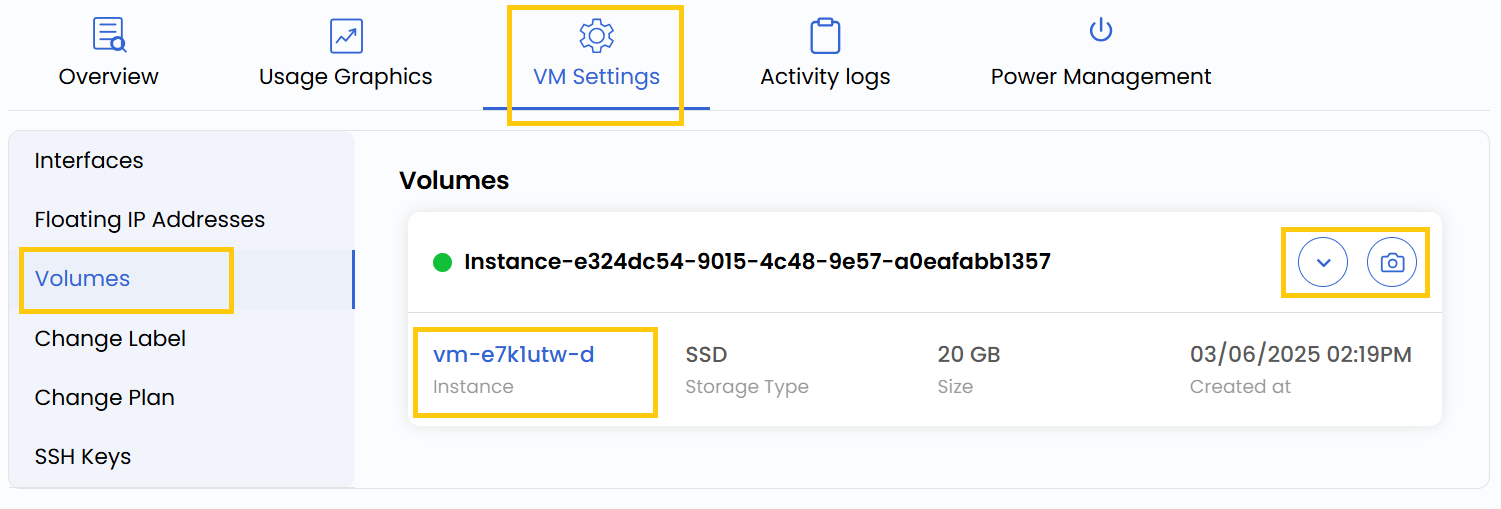 Overview
Usage Graphics
VM Settings
Activity logs
Power Management
Interfaces
Floating IP Addresses
Volumes
Change Label
Change Plan
SSH Keys
Volumes
Instance-e324dc54-9015-4c48-9e57-a0eafabb1357
vm-e7k1utw-d
Instance
SSD
Storage Type
20 GB
Size
03/06/2025 02:19PM
Created at